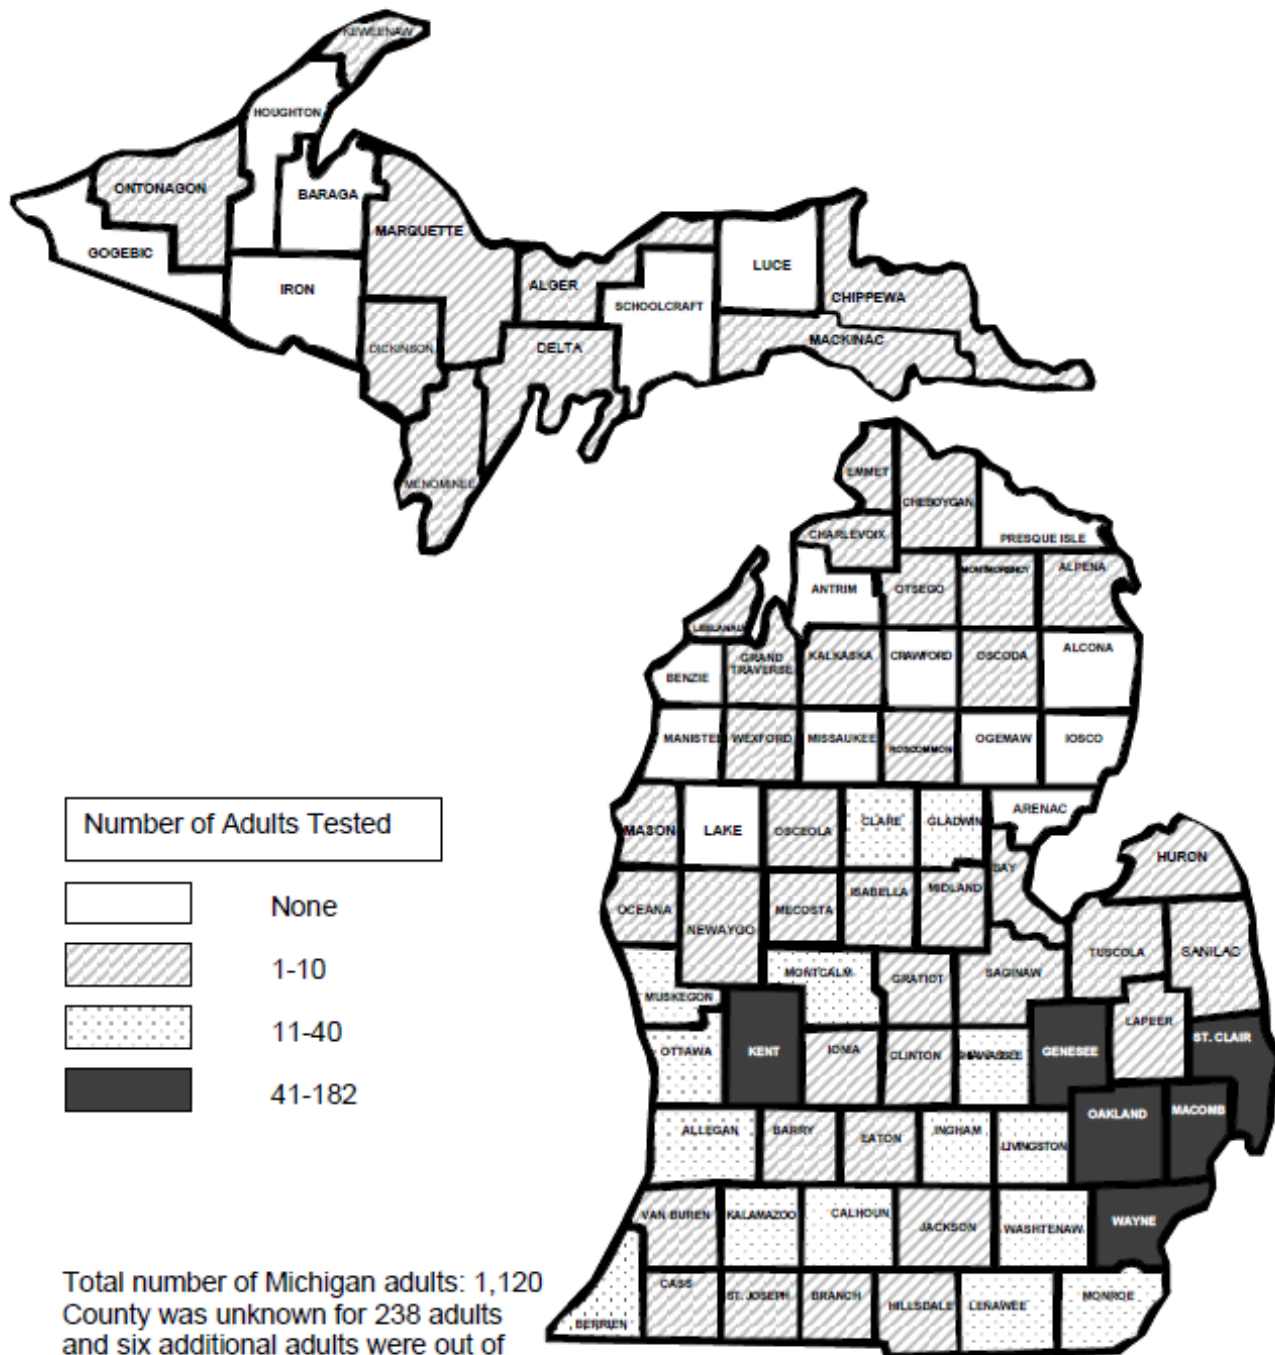 KEWEENAW
HOUGHTON
ONTONAGON
BARAGA
MARQUETTE
GOGEBIC
IRON
LUCE
ALGER
CHIPPEWA
SCHOOLCRAFT
MACKINAC
DICKINSON
DELTA
MENOMINEE
EMMET
CHEBOYGAN
CHARLEVOIX
PRESQUE ISLE
ANTRIM
OTSEGO
MONTMORENCY
ALPENA
LEELANAU
GRAND
TRAVERSE
KALKASKA
CRAWFORD
OSCODA
ALCONA
BENZIE
MANISTEE
WEXFORD
MISSAUKEE
ROSCOMMON
OGEMAW
IOSCO
Number of Adults Tested
None
1-10
11-40
41-182
MASON
LAKE
OSCEOLA
CLARE
GLADWIN
ARENAC
HURON
BAY
OCEANA
NEWAYGO
MECOSTA
ISABELLA
MIDLAND
TUSCOLA
SANILAC
MUSKEGON
MONTCALM
GRATIOT
SAGINAW
LAPEER
ST. CLAIR
OTTAWA
KENT
IONIA
CLINTON
SHIAWASSEE
GENESEE
OAKLAND
MACOMB
ALLEGAN
BARRY
EATON
INGHAM
LIVINGSTON
VAN BUREN
KALAMAZOO
CALHOUN
JACKSON
WASHTENAW
WAYNE
BERRIEN
CASS
ST. JOSEPH
BRANCH
HILLSDALE
LENAWEE
MONROE
Total number of Michigan adults: 1,120
County was unknown for 238 adults
and six additional adults were out of